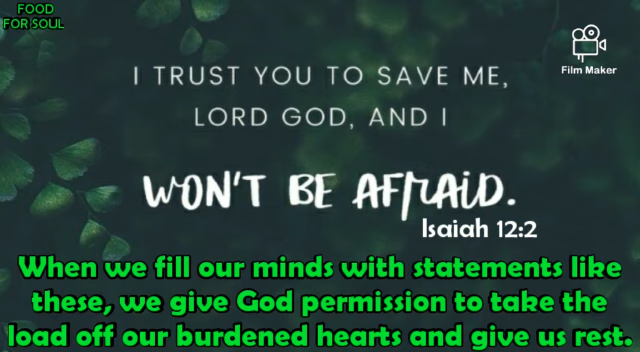 FOOD
FOR SOUL
Film Maker
I TRUST YOU TO SAVE ME,
LORD GOD, AND I
WON'T BE AFRAID.
Isaiah 12:2
When we fill our minds with statements like
these, we give God permission to take the
load off our burdened hearts and give us rest.